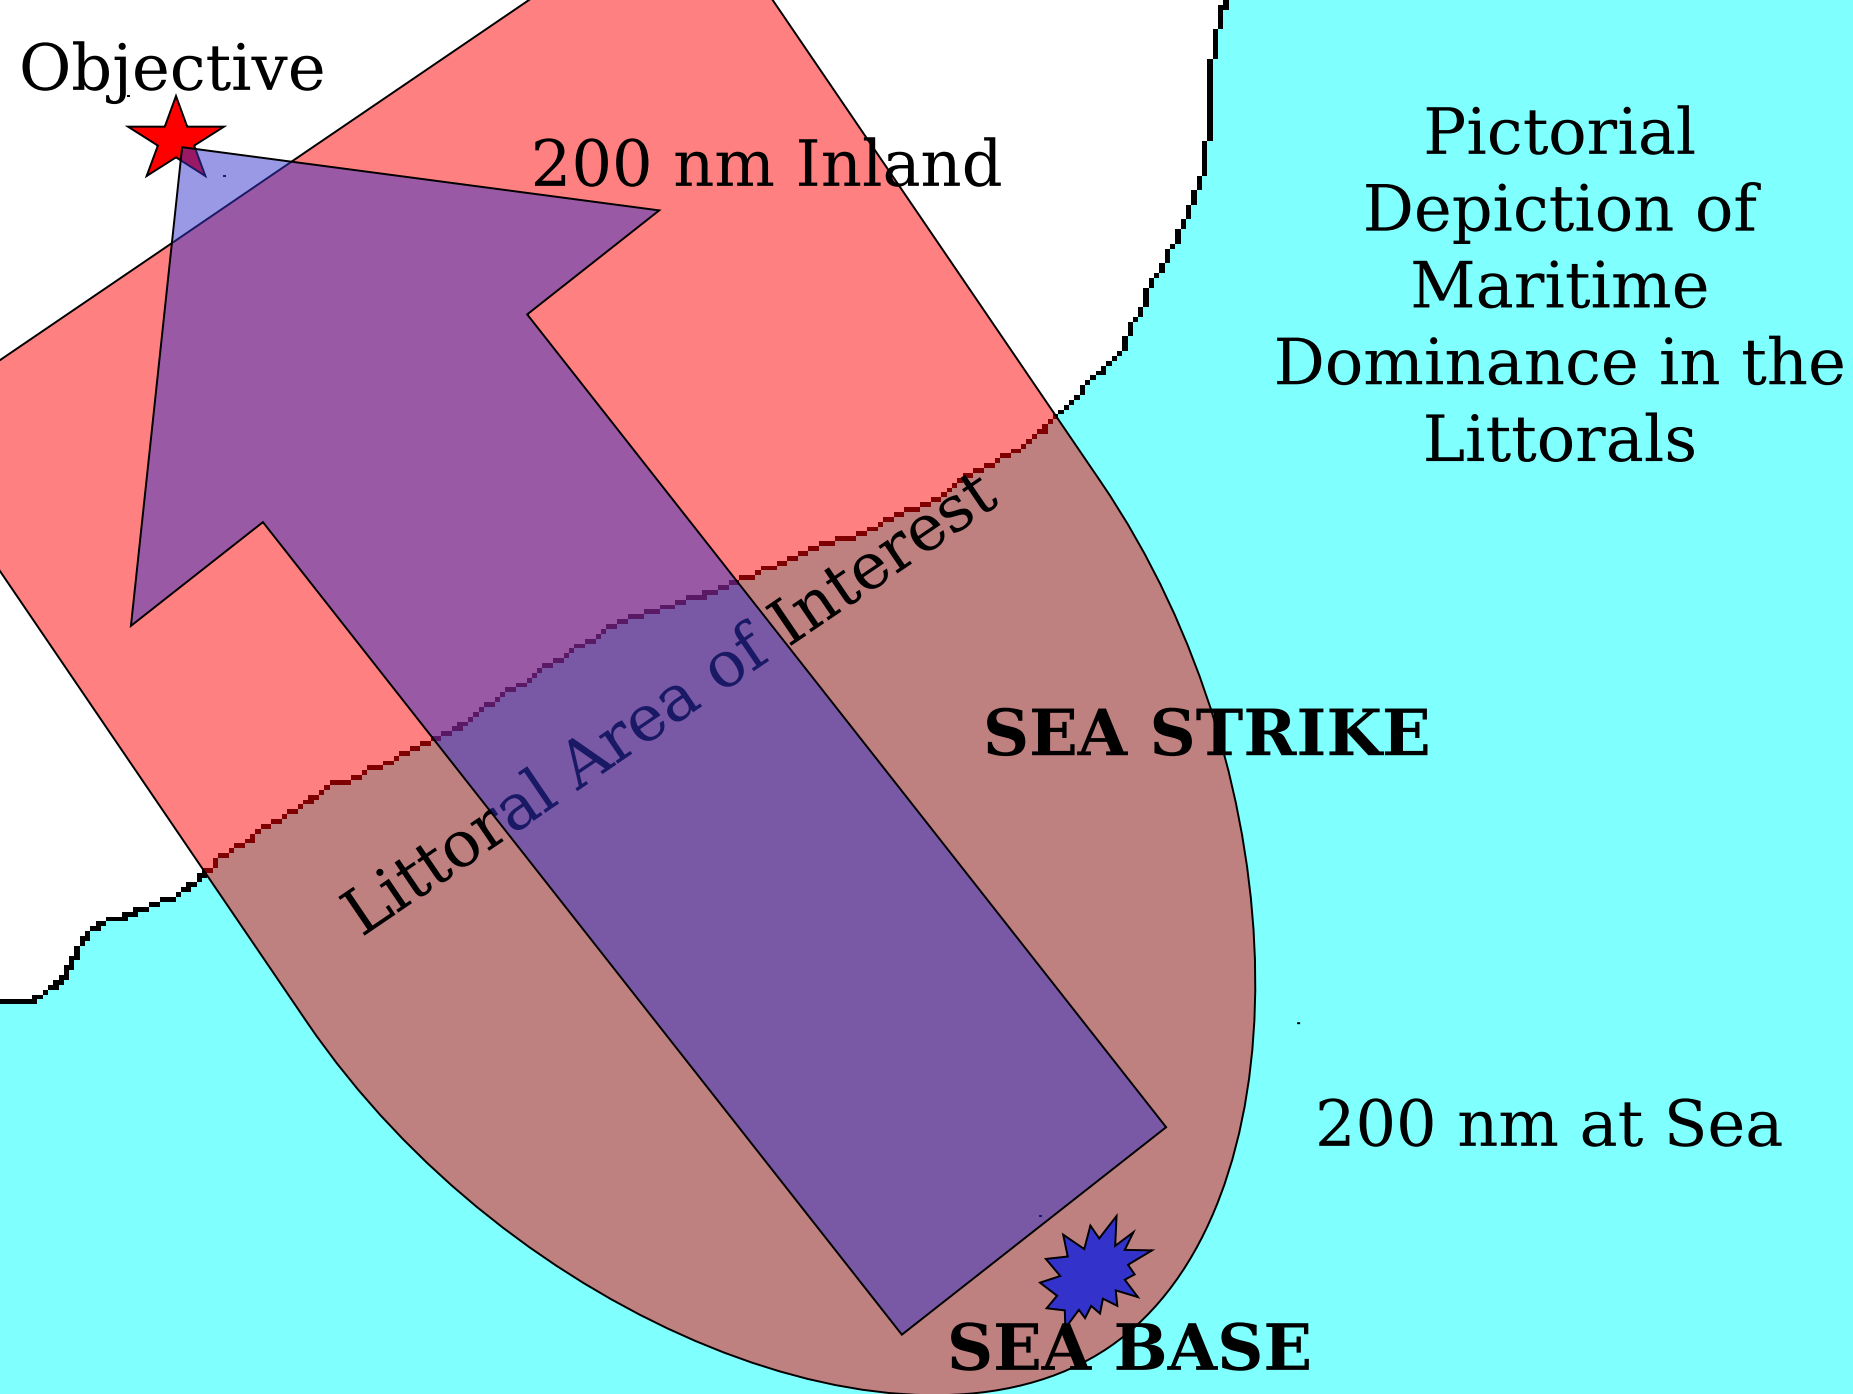 Objective
200 nm Inland
Pictorial
Depiction of
Maritime
Dominance in the
Littorals
Littoral Area of Interest
SEA STRIKE
200 nm at Sea
SEA BASE